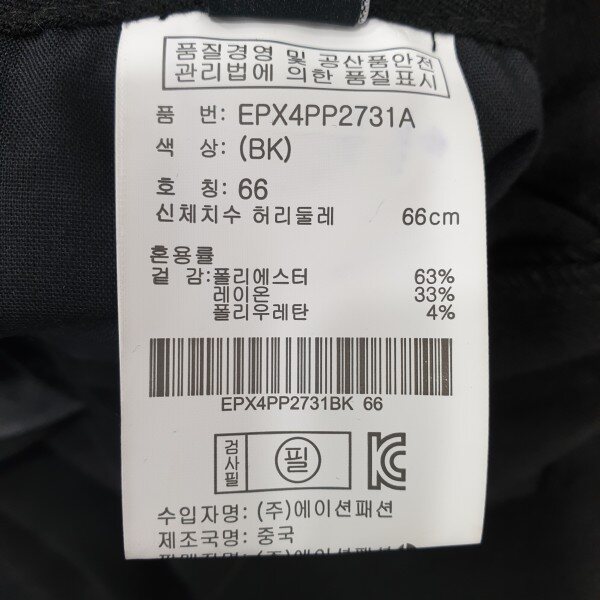 품질경영 및 공산품안전
관리법에 의한 품질표시
품 번: EPX4PP2731A
색 상: (BK)
호 칭: 66
신체치수 허리둘레 66cm
혼용률
겉 감:폴리에스터 63%
레이온 33%
폴리우레탄 4%
EPX4PP2731BK 66
검사필 필
수입자명: (주)에이션패션
제조국명: 중국